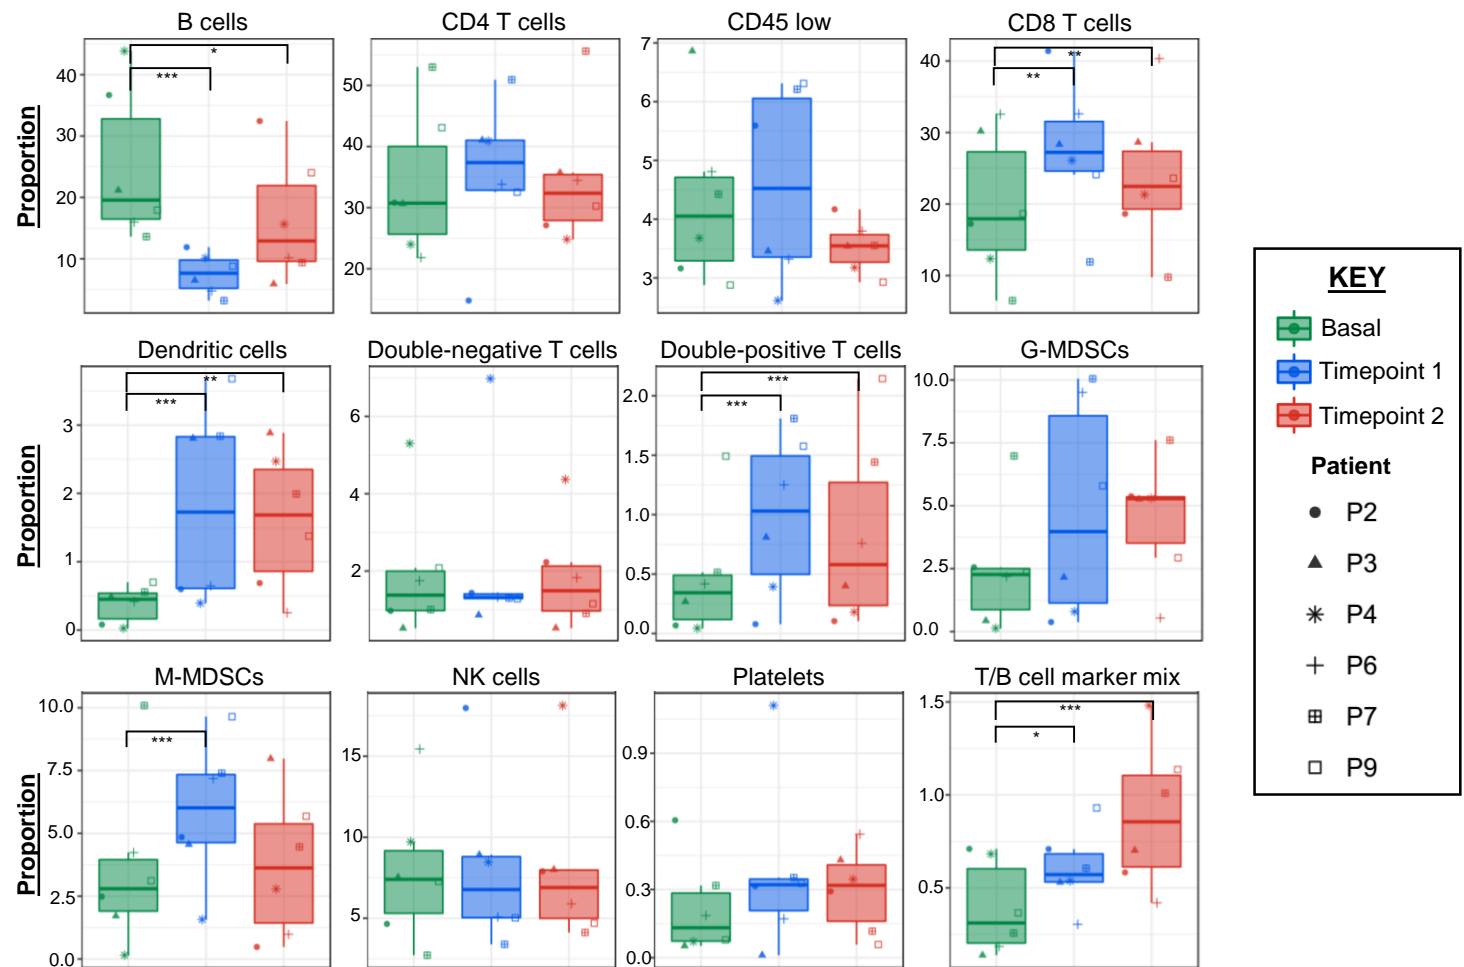 B cells
CD4 T cells
CD45 low
CD8 T cells
Proportion
40
30
20
10
***
*
50
40
30
20
7
6
5
4
3
40
30
20
10
**
**
Dendritic cells
Double-negative T cells
Double-positive T cells
G-MDSCs
Proportion
3
2
1
0
***
**
6
4
2
2.0
1.5
1.0
0.5
0.0
***
***
10.0
7.5
5.0
2.5
0.0
M-MDSCs
NK cells
Platelets
T/B cell marker mix
Proportion
10.0
7.5
5.0
2.5
0.0
***
15
10
5
0.9
0.6
0.3
0.0
1.5
1.0
0.5
***
*
KEY
Basal
Timepoint 1
Timepoint 2
Patient
P2
P3
P4
P6
P7
P9